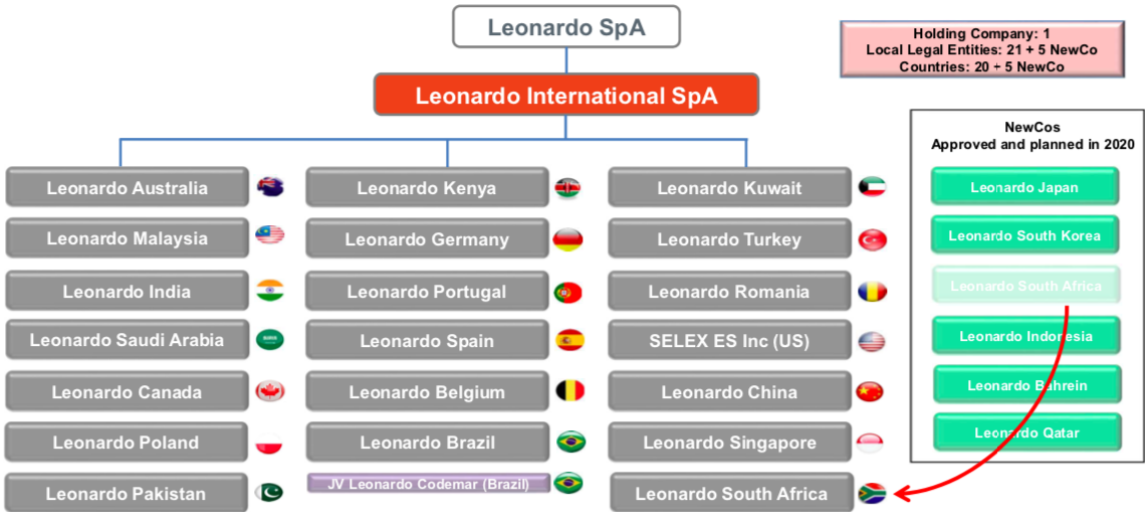 Leonardo SpA
Holding Company: 1
Local Legal Entities: 21 + 5 NewCo
Countries: 20 + 5 NewCo
Leonardo International SpA
NewCos
Approved and planned in 2020
Leonardo Australia
Leonardo Kenya
Leonardo Kuwait
Leonardo Japan
Leonardo Malaysia
Leonardo Germany
Leonardo Turkey
Leonardo South Korea
Leonardo India
Leonardo Portugal
Leonardo Romania
Leonardo South Africa
Leonardo Saudi Arabia
Leonardo Spain
SELEX ES Inc (US)
Leonardo Indonesia
Leonardo Canada
Leonardo Belgium
Leonardo China
Leonardo Bahrein
Leonardo Poland
Leonardo Brazil
Leonardo Singapore
Leonardo Qatar
Leonardo Pakistan
JV Leonardo Codemar (Brazil)
Leonardo South Africa